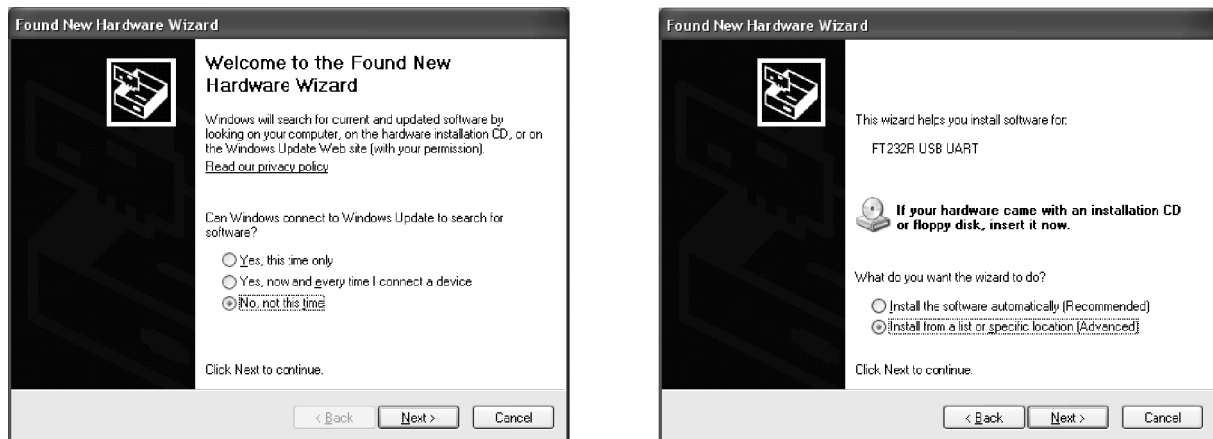 Found New Hardware Wizard
Welcome to the Found New
Hardware Wizard
Windows will search for current and updated software by
looking on your computer, on the hardware installation CD, or on
the Windows Update Web site (with your permission).
Read our privacy policy
Can Windows connect to Windows Update to search for
software?
Yes, this time only
Yes, now and every time I connect a device
No, not this time
Click Next to continue.
< Back
Next >
Cancel
Found New Hardware Wizard
This wizard helps you install software for:
FT232R USB UART
If your hardware came with an installation CD
or floppy disk, insert it now.
What do you want the wizard to do?
Install the software automatically (Recommended)
Install from a list or specific location (Advanced)
Click Next to continue.
< Back
Next >
Cancel